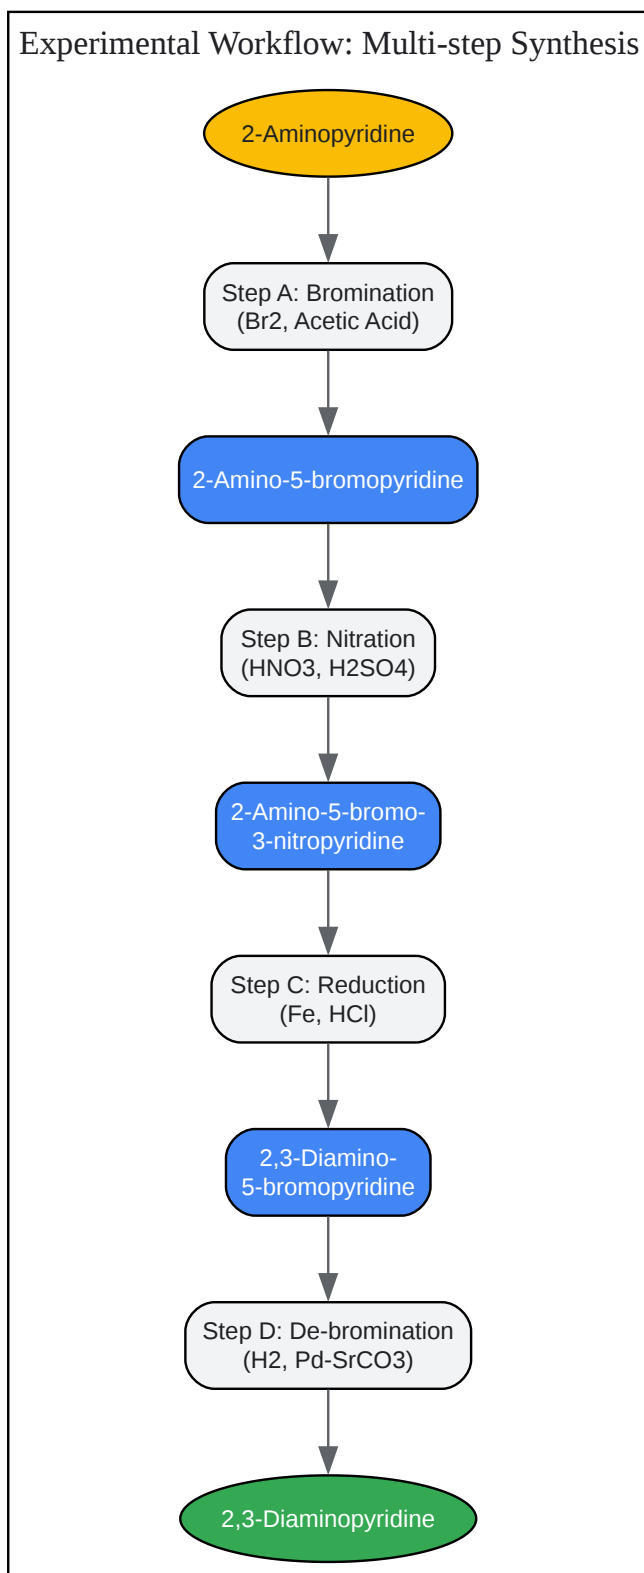 Experimental Workflow: Multi-step Synthesis
2-Aminopyridine
Step A: Bromination
(Br2, Acetic Acid)
2-Amino-5-bromopyridine
Step B: Nitration
(HNO3, H2SO4)
2-Amino-5-bromo-
3-nitropyridine
Step C: Reduction
(Fe, HCl)
2,3-Diamino-
5-bromopyridine
Step D: De-bromination
(H2, Pd-SrCO3)
2,3-Diaminopyridine